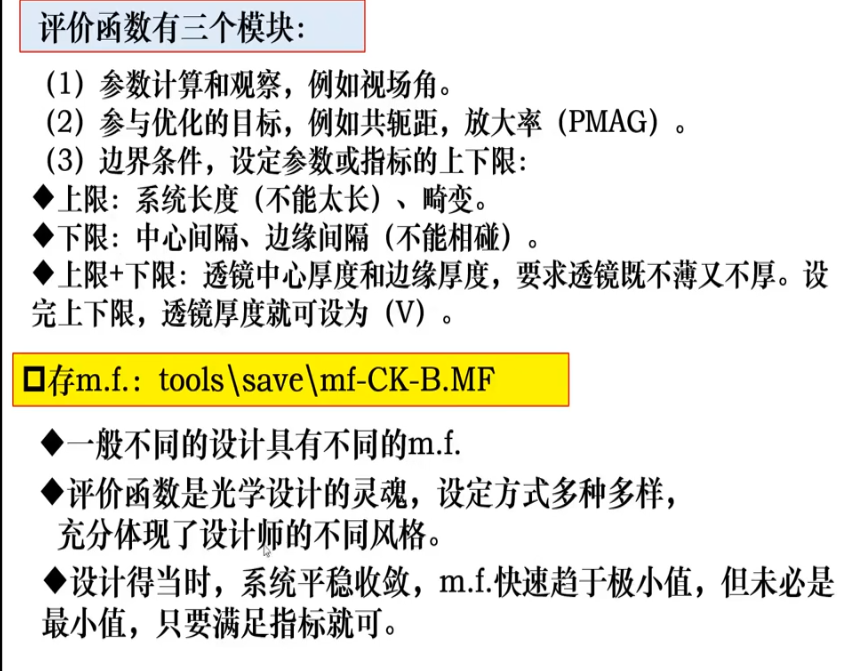 评价函数有三个模块：
（1）参数计算和观察，例如视场角。
（2）参与优化的目标，例如共轭距，放大率（PMAG）。
（3）边界条件，设定参数或指标的上下限：
◆上限：系统长度（不能太长）、畸变。
◆下限：中心间隔、边缘间隔（不能相碰）。
◆上限+下限：透镜中心厚度和边缘厚度，要求透镜既不薄又不厚。设
完上下限，透镜厚度就可设为（V）。
❑存m.f.：tools\save\mf-CK-B.MF
◆一般不同的设计具有不同的m.f.
◆评价函数是光学设计的灵魂，设定方式多种多样，
充分体现了设计师的不同风格。
◆设计得当时，系统平稳收敛，m.f.快速趋于极小值，但未必是
最小值，只要满足指标就可。